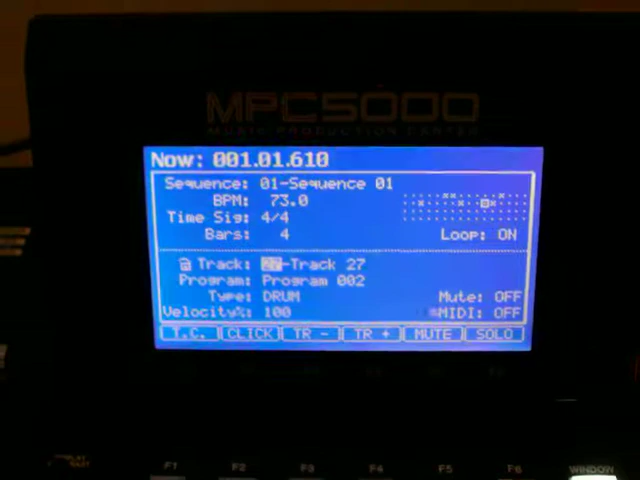 MPC5000
MUSIC PRODUCTION CENTER
Now: 001.01.610
Sequence: 01-Sequence 01
BPM: 73.0
Time Sig: 4/4
Bars: 4 Loop: ON
Track: 27-Track 27
Program: Program 002
Type: DRUM Mute: OFF
Velocity%: 100 MIDI: OFF
T.C. CLICK TR - TR + MUTE SOLO
F1 F2 F3 F4 F5 F6 WINDOW